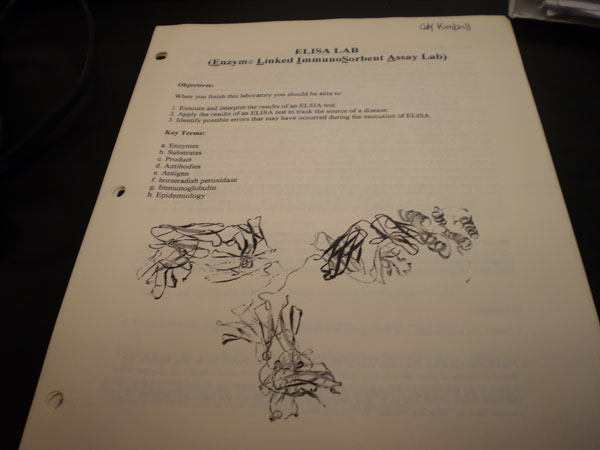 ELISA LAB
(Enzyme Linked ImmunoSorbent Assay Lab)
Objectives:
When you finish this laboratory you should be able to:
1. Execute and interpret the results of an ELSIA test.
2. Apply the results of an ELISA test to track the source of a disease.
3. Identify possible errors that may have occurred during the execution of ELISA.
Key Terms:
a. Enzymes
b. Substrates
c. Product
d. Antibodies
e. Antigen
f. horseradish peroxidase
g. Immunoglobulin
h. Epidemiology